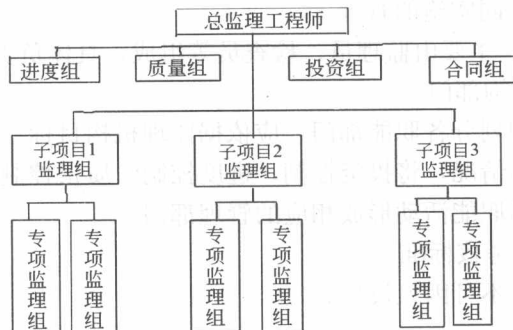 总监理工程师
进度组 质量组 投资组 合同组
子项目1 子项目2 子项目3
监理组 监理组 监理组
专项监理组 专项监理组 专项监理组 专项监理组 专项监理组 专项监理组